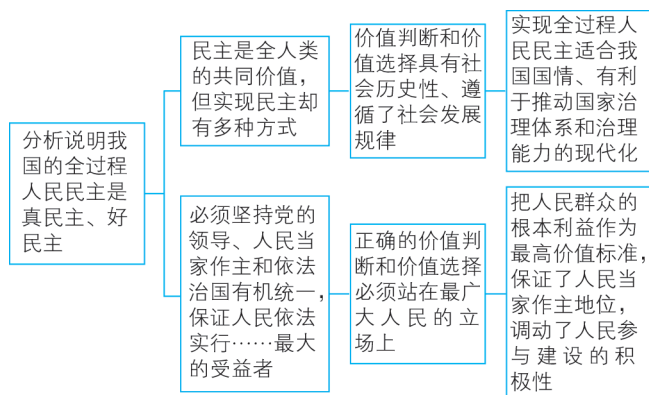 分析说明我
国的全过程
人民民主是
真民主、好
民主
民主是全人类
的共同价值，
但实现民主却
有多种方式
价值判断和价
值选择具有社
会历史性、遵
循了社会发展
规律
实现全过程人
民民主适合我
国国情、有利
于推动国家治
理体系和治理
能力的现代化
必须坚持党的
领导、人民当
家作主和依法
治国有机统一，
保证人民依法
实行……最大
的受益者
正确的价值判
断和价值选择
必须站在最广
大人民的立
场上
把人民群众的
根本利益作为
最高价值标准，
保证了人民当
家作主地位，
调动了人民参
与建设的积
极性